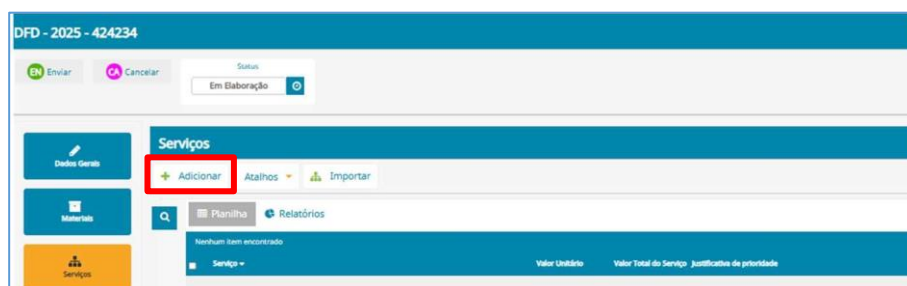 DFD - 2025 - 424234
EN Enviar CA Cancelar
Status
Em Elaboração
Dados Gerais
Materiais
Serviços
Serviços
+ Adicionar Atalhos Importar
Planilha Relatórios
Nenhum item encontrado
Serviço Valor Unitário Valor Total do Serviço Justificativa de prioridade